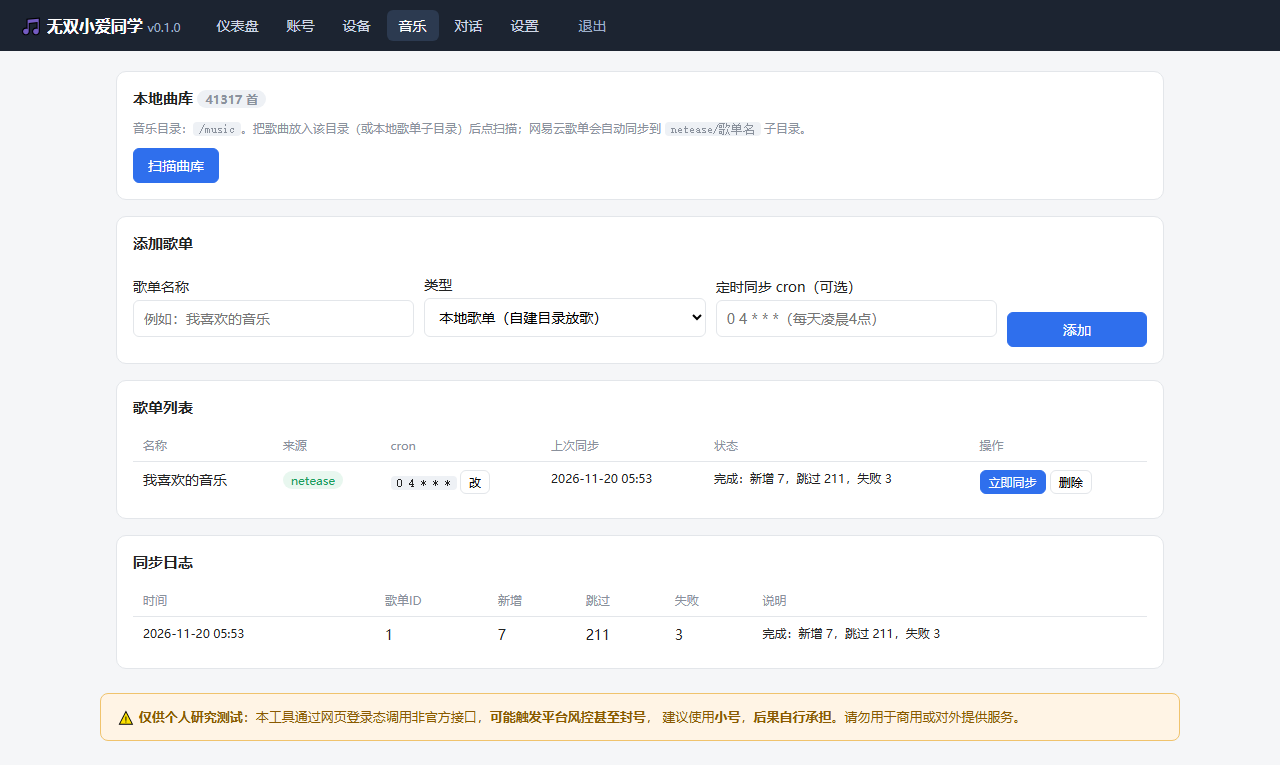 无双小爱同学 v0.1.0 仪表盘 账号 设备 音乐 对话 设置 退出
本地曲库 41317 首
音乐目录： /music 。把歌曲放入该目录（或本地歌单子目录）后点扫描；网易云歌单会自动同步到 netease/歌单名 子目录。
扫描曲库
添加歌单
歌单名称 类型 定时同步 cron（可选）
例如：我喜欢的音乐 本地歌单（自建目录放歌） 0 4 * * *（每天凌晨4点） 添加
歌单列表
名称 来源 cron 上次同步 状态 操作
我喜欢的音乐 netease 0 4 * * * 改 2026-11-20 05:53 完成：新增 7，跳过 211，失败 3 立即同步 删除
同步日志
时间 歌单ID 新增 跳过 失败 说明
2026-11-20 05:53 1 7 211 3 完成：新增 7，跳过 211，失败 3
仅供个人研究测试：本工具通过网页登录态调用非官方接口，可能触发平台风控甚至封号， 建议使用小号，后果自行承担。请勿用于商用或对外提供服务。